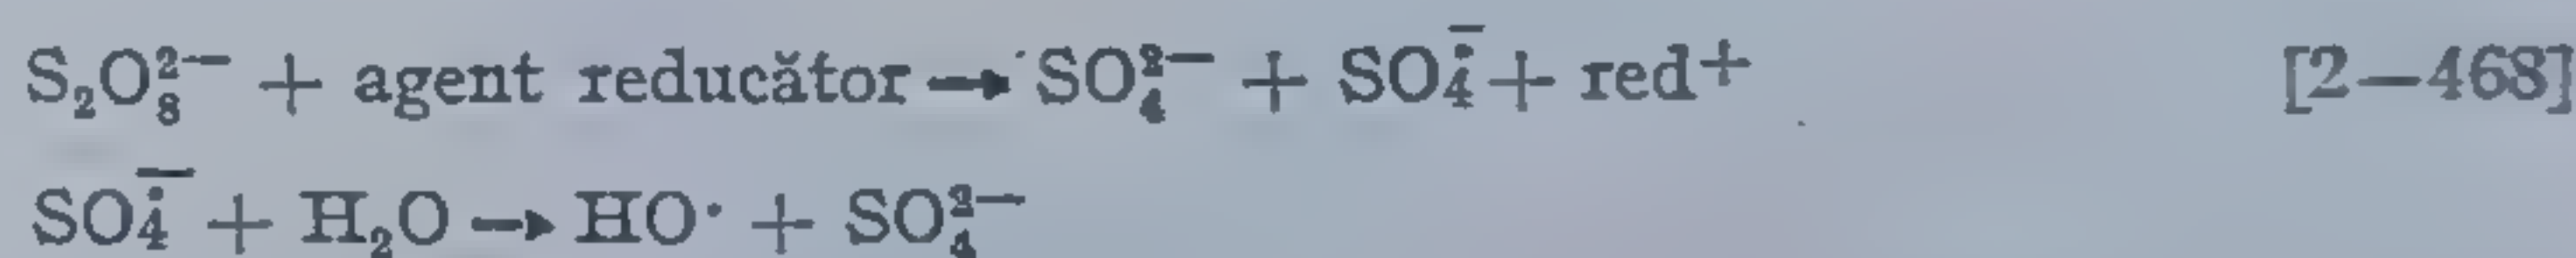 S₂O₈²⁻ + agent reducător → SO₄²⁻ + SO₄·⁻ + red⁺ [2—468]
SO₄·⁻ + H₂O → HO· + SO₄²⁻